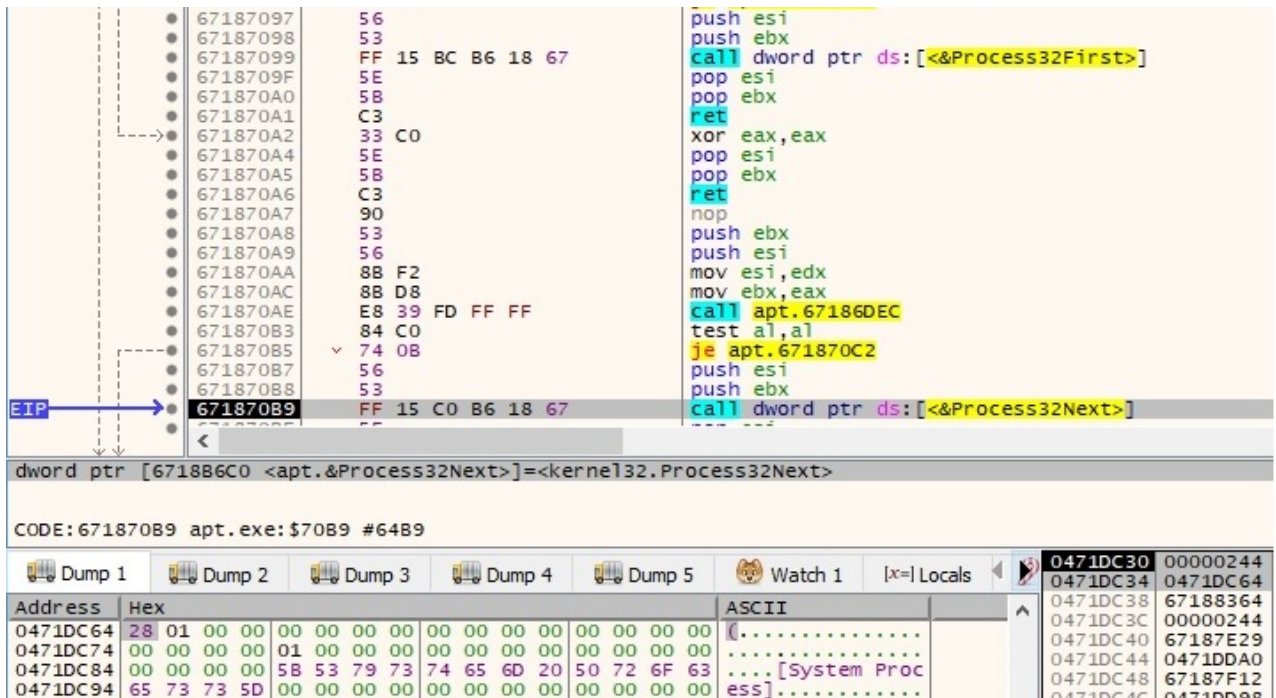 67187097 56 push esi
67187098 53 push ebx
67187099 FF 15 BC B6 18 67 call dword ptr ds:[<&Process32First>]
6718709F 5E pop esi
671870A0 5B pop ebx
671870A1 C3 ret
671870A2 33 C0 xor eax,eax
671870A4 5E pop esi
671870A5 5B pop ebx
671870A6 C3 ret
671870A7 90 nop
671870A8 53 push ebx
671870A9 56 push esi
671870AA 8B F2 mov esi,edx
671870AC 8B D8 mov ebx,eax
671870AE E8 39 FD FF FF call apt.67186DEC
671870B3 84 C0 test al,al
671870B5 74 0B je apt.671870C2
671870B7 56 push esi
671870B8 53 push ebx
EIP 671870B9 FF 15 C0 B6 18 67 call dword ptr ds:[<&Process32Next>]
dword ptr [6718B6C0 <apt.&Process32Next>]=<kernel32.Process32Next>
CODE:671870B9 apt.exe:$70B9 #64B9
Dump 1 Dump 2 Dump 3 Dump 4 Dump 5 Watch 1 [x=] Locals
Address Hex ASCII
0471DC64 28 01 00 00 00 00 00 00 00 00 00 00 00 00 00 00 (...............
0471DC74 00 00 00 00 01 00 00 00 00 00 00 00 00 00 00 00 ................
0471DC84 00 00 00 00 5B 53 79 73 74 65 6D 20 50 72 6F 63 ....[System Proc
0471DC94 65 73 73 5D 00 00 00 00 00 00 00 00 00 00 00 00 ess]............
0471DC30 00000244
0471DC34 0471DC64
0471DC38 67188364
0471DC3C 00000244
0471DC40 67187E29
0471DC44 0471DDA0
0471DC48 67187F12